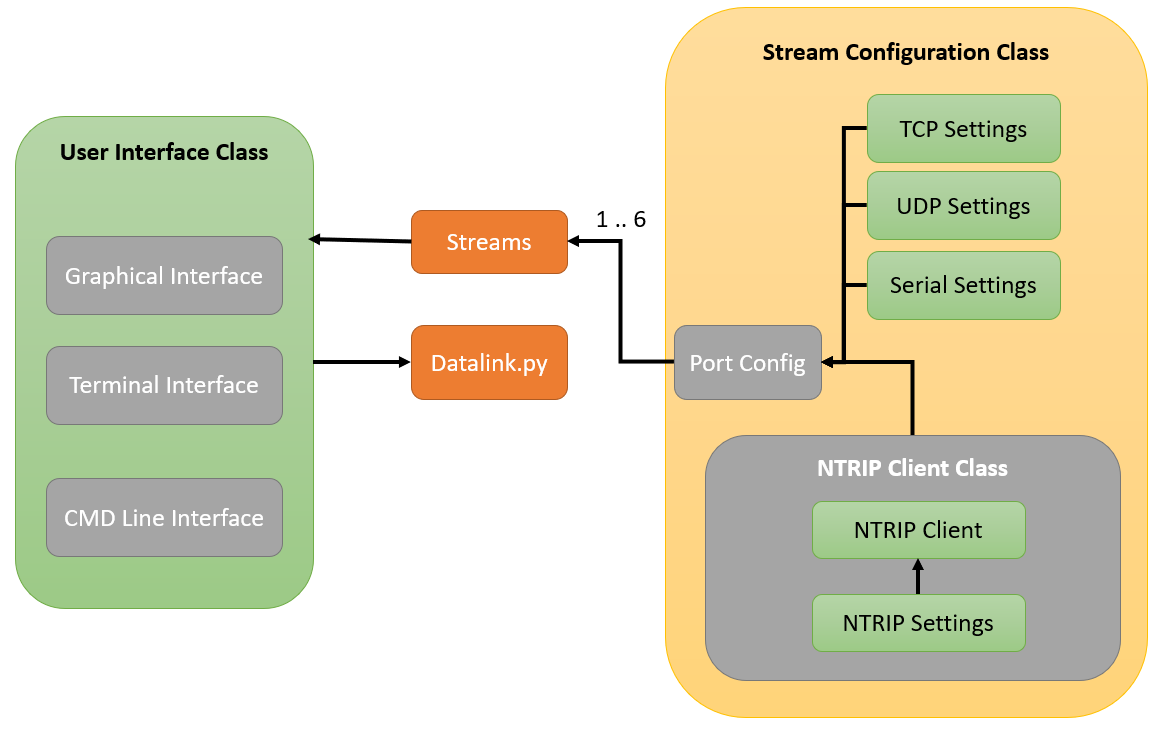 User Interface Class
Graphical Interface
Terminal Interface
CMD Line Interface
Streams
Datalink.py
1 .. 6
Stream Configuration Class
TCP Settings
UDP Settings
Serial Settings
Port Config
NTRIP Client Class
NTRIP Client
NTRIP Settings